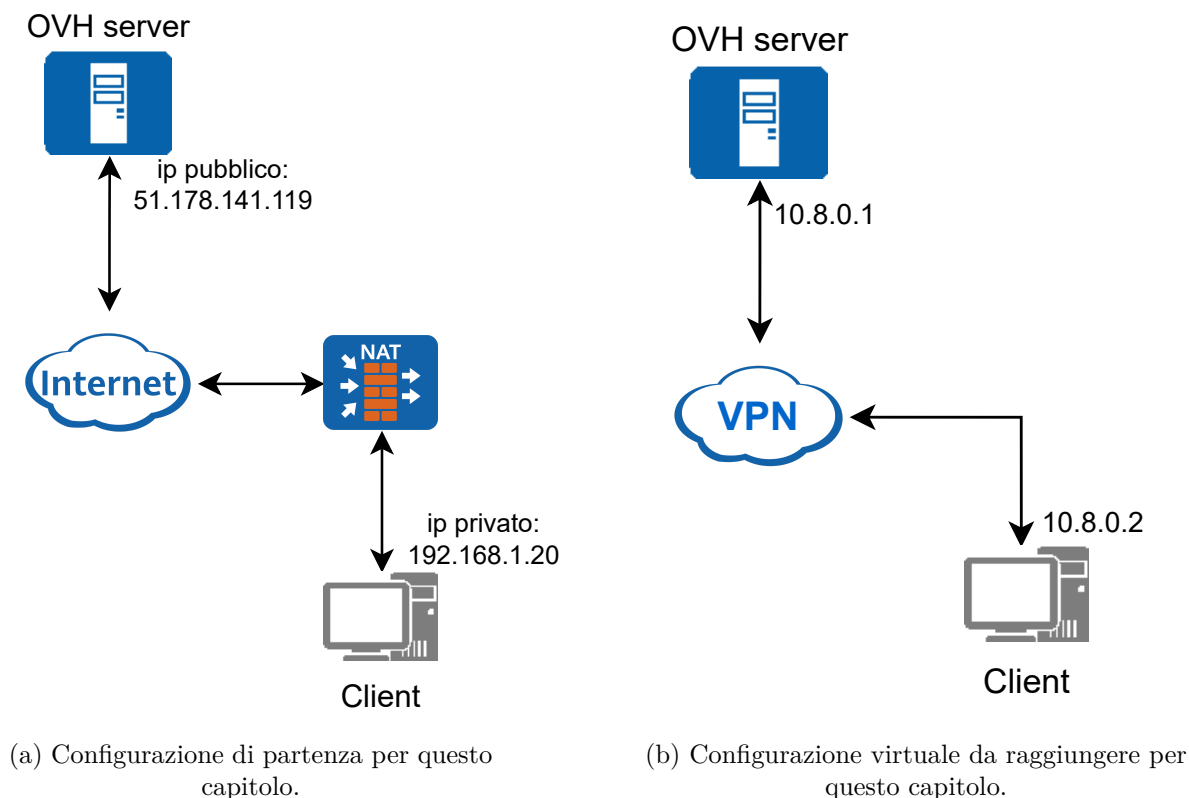 OVH server
ip pubblico:
51.178.141.119
Internet
NAT
ip privato:
192.168.1.20
Client
(a) Configurazione di partenza per questo
capitolo.
OVH server
10.8.0.1
VPN
10.8.0.2
Client
(b) Configurazione virtuale da raggiungere per
questo capitolo.